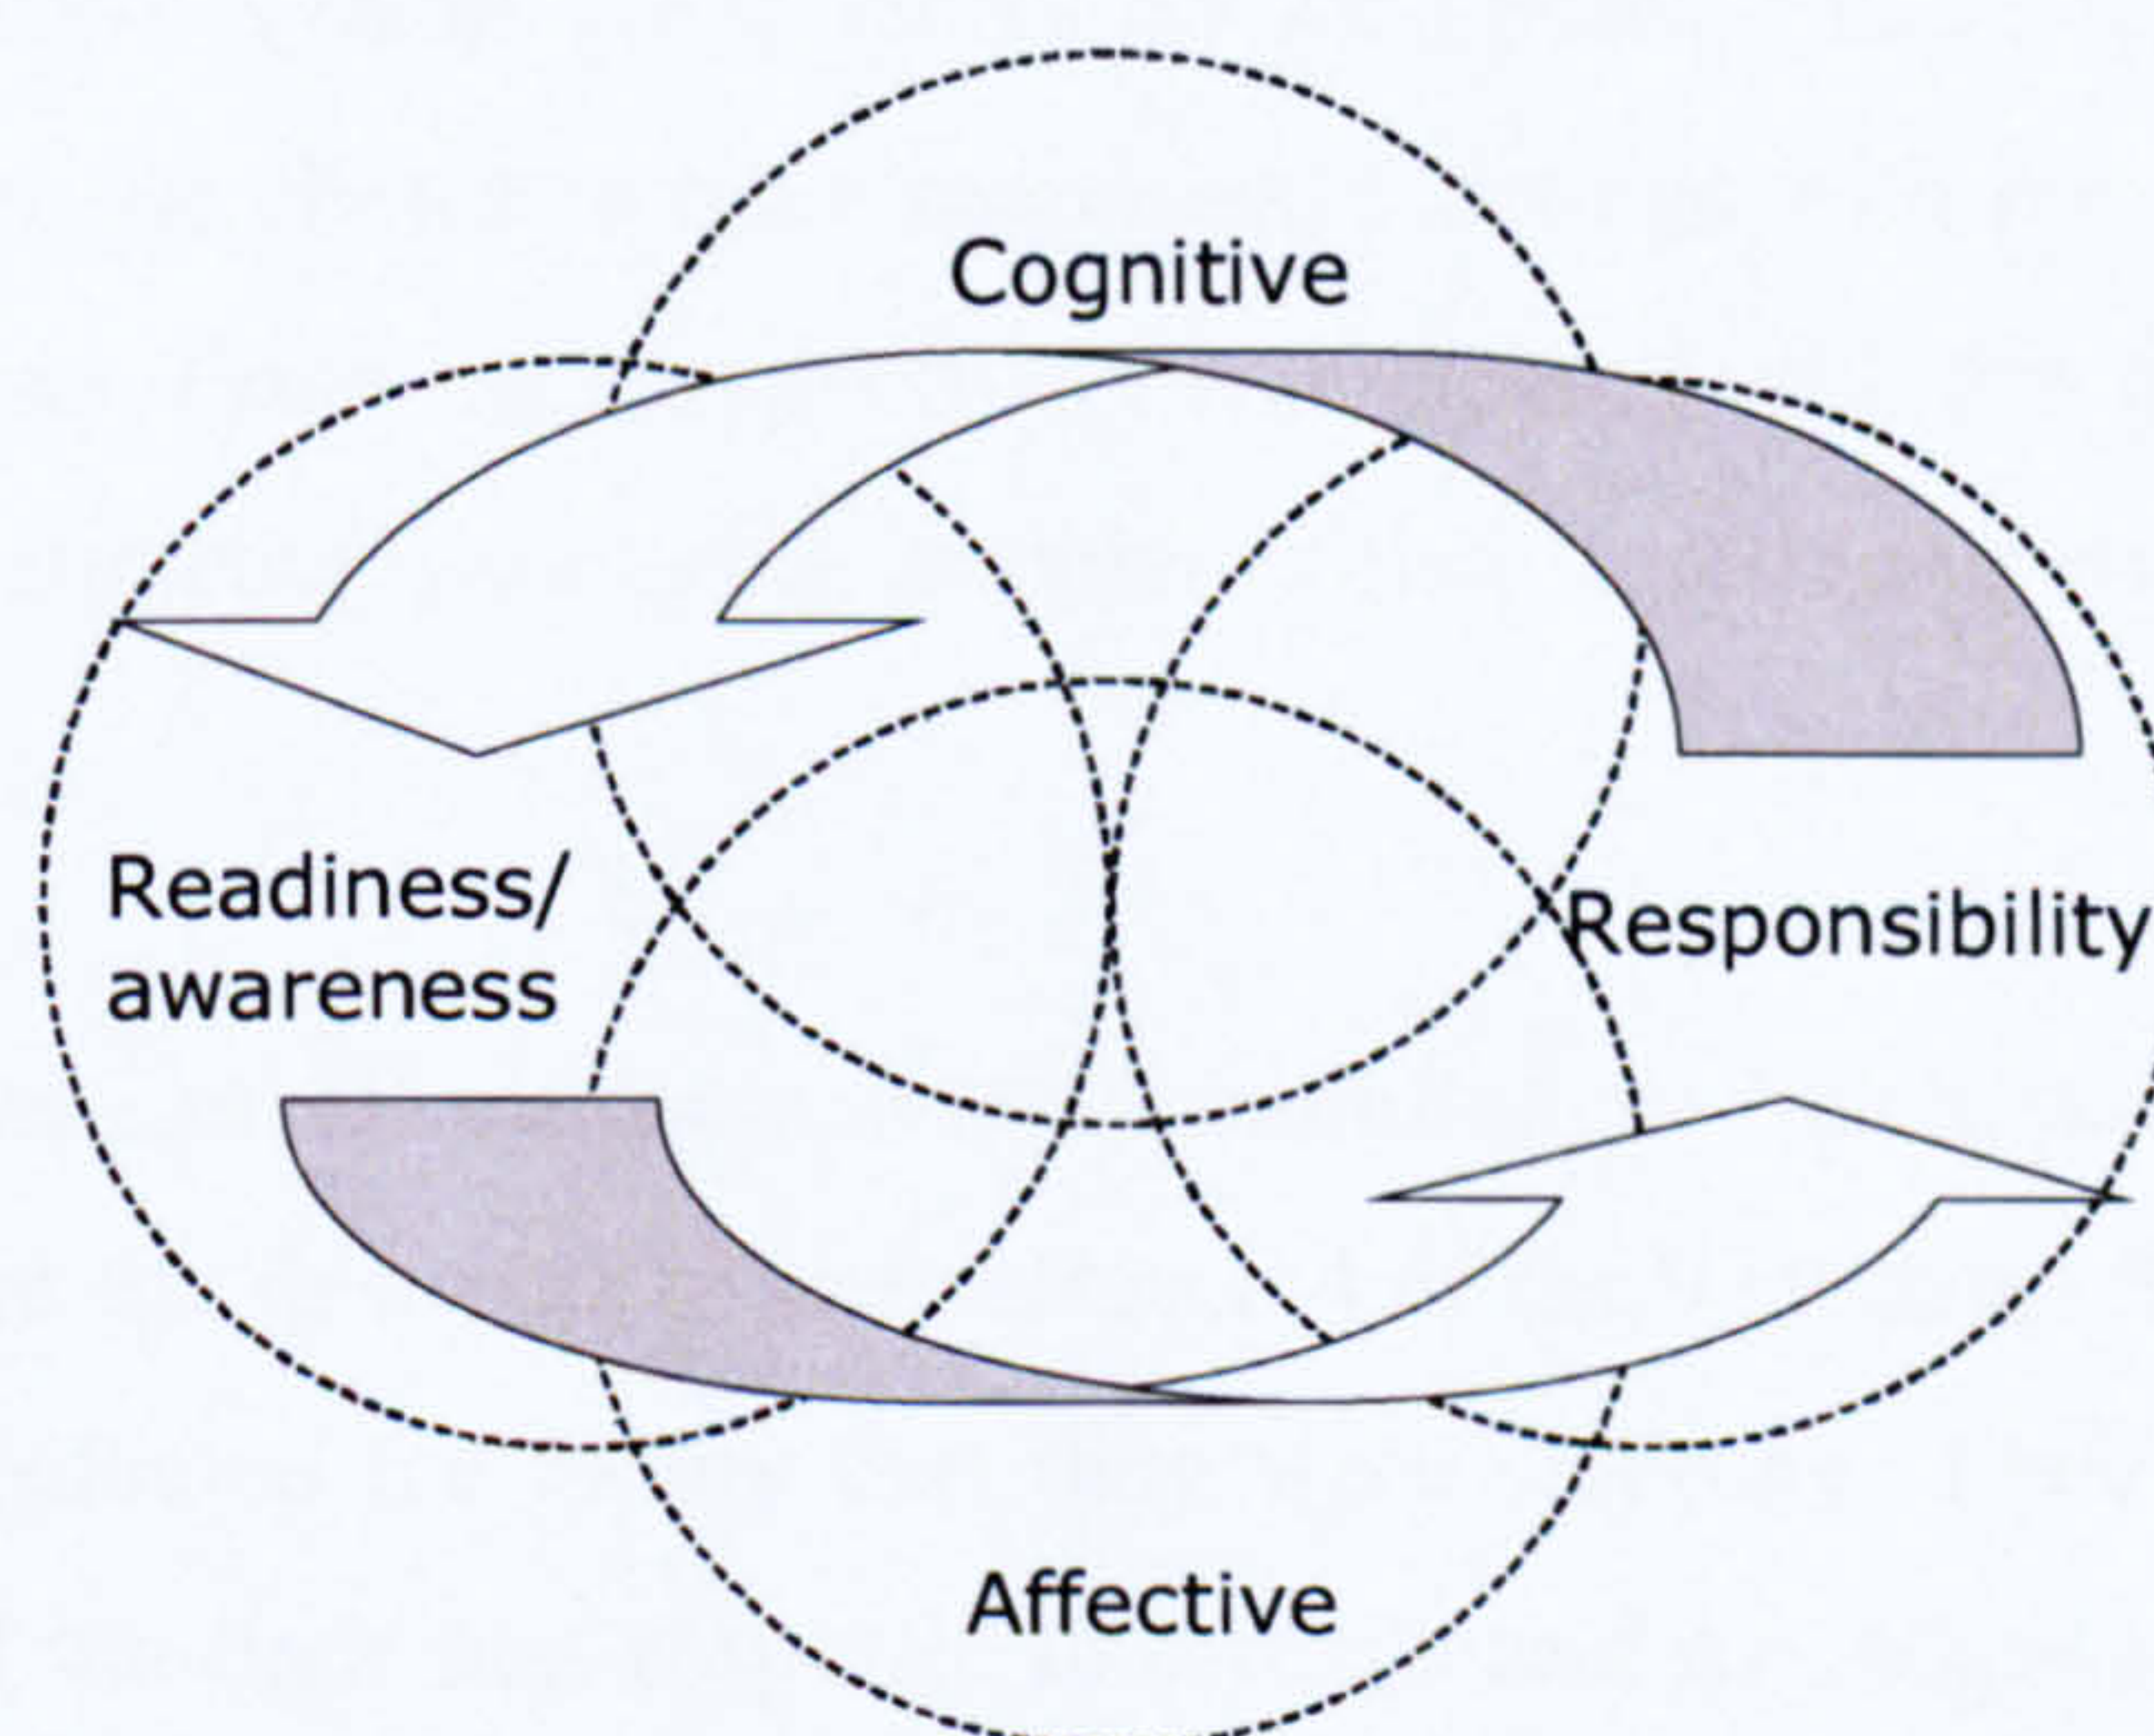 Cognitive
Readiness/
awareness
Responsibility
Affective